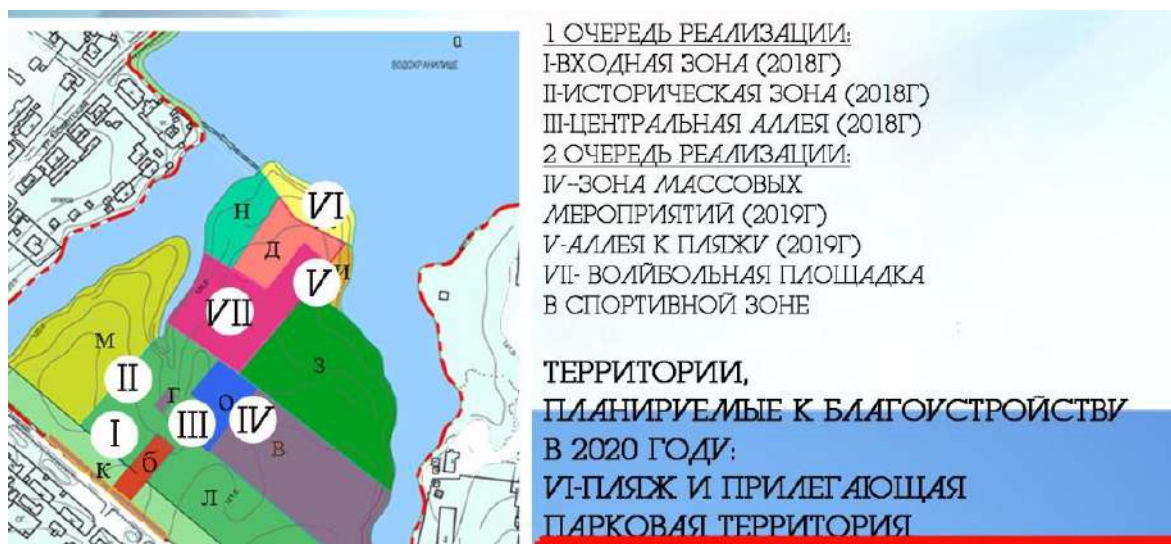 ВОДОХРАНИЛИЩЕ
Н
VI
Д
И
V
VII
М
З
II
Г
О
III
IV
I
В
К
б
Л
1 ОЧЕРЕДЬ РЕАЛИЗАЦИИ:
I-ВХОДНАЯ ЗОНА (2018Г)
II-ИСТОРИЧЕСКАЯ ЗОНА (2018Г)
III-ЦЕНТРАЛЬНАЯ АЛЛЕЯ (2018Г)
2 ОЧЕРЕДЬ РЕАЛИЗАЦИИ:
IV-ЗОНА МАССОВЫХ
МЕРОПРИЯТИЙ (2019Г)
V-АЛЛЕЯ К ПЛЯЖУ (2019Г)
VII- ВОЛЙБОЛЬНАЯ ПЛОЩАДКА
В СПОРТИВНОЙ ЗОНЕ
ТЕРРИТОРИИ,
ПЛАНИРУЕМЫЕ К БЛАГОУСТРОЙСТВУ
В 2020 ГОДУ:
VI-ПЛЯЖ И ПРИЛЕГАЮЩАЯ
ПАРКОВАЯ ТЕРРИТОРИЯ